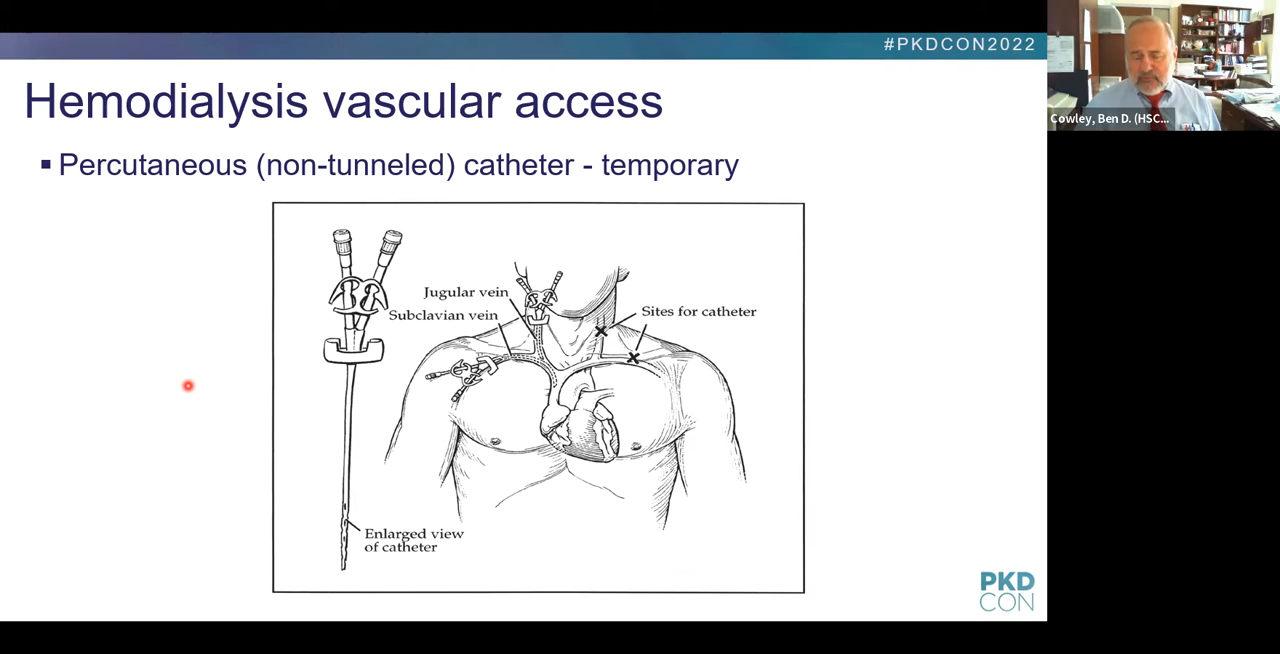 #PKDCON2022
Hemodialysis vascular access
▪ Percutaneous (non-tunneled) catheter - temporary
Jugular vein
Subclavian vein
Sites for catheter
Enlarged view
of catheter
PKD
CON
Cowley, Ben D. (HSC...